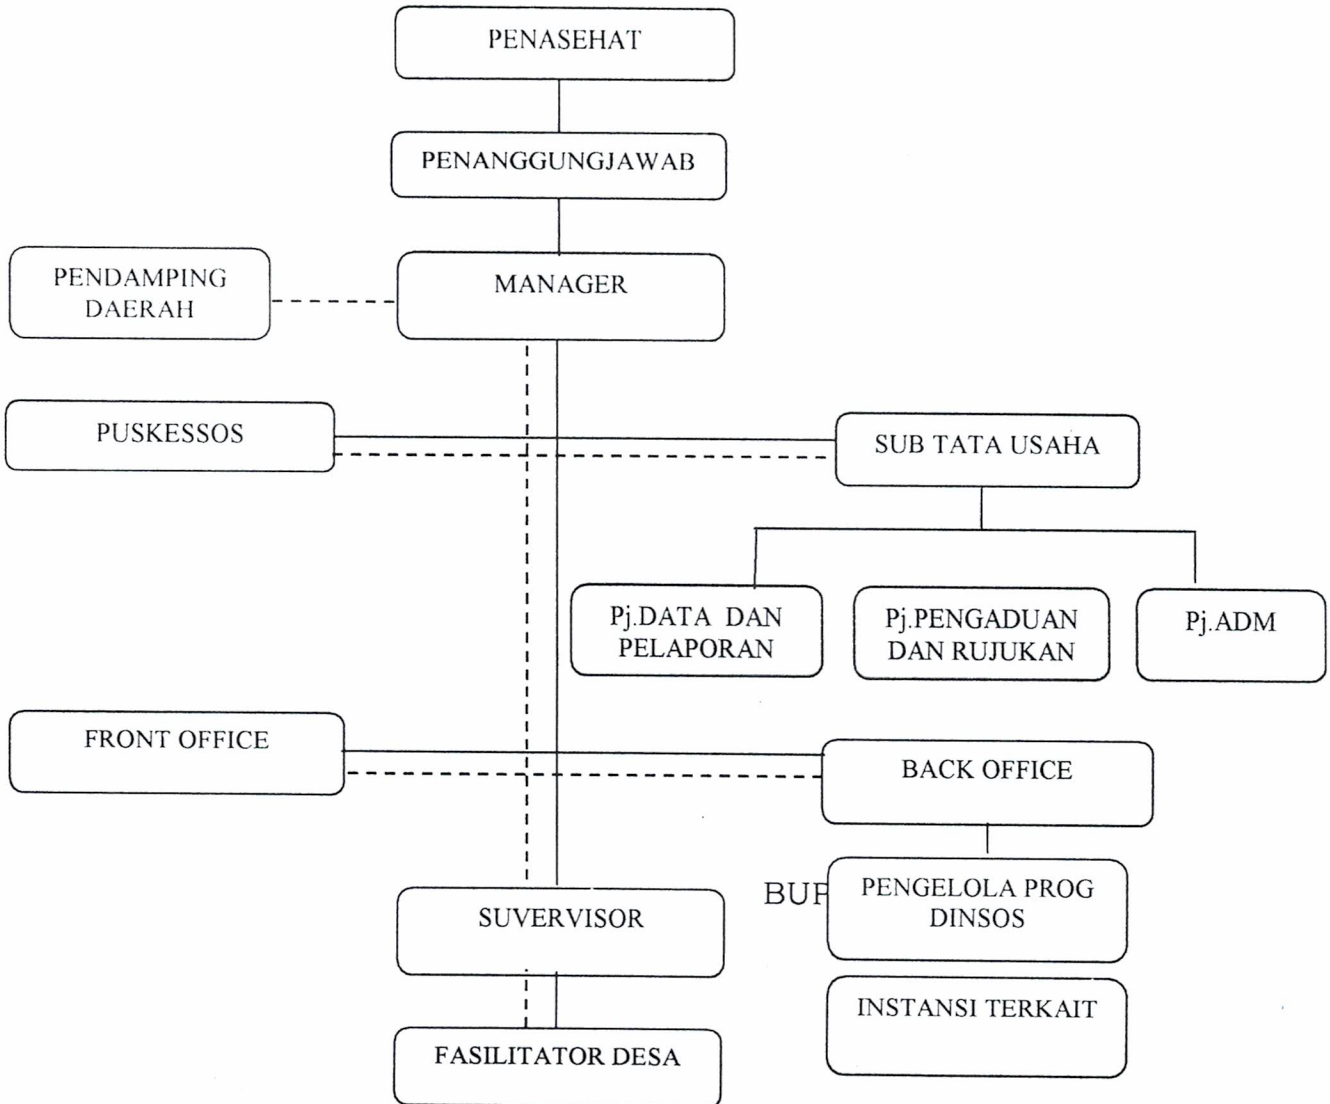 PENASEHAT
PENANGGUNGJAWAB
MANAGER
PENDAMPING
DAERAH
PUSKESSOS
SUB TATA USAHA
Pj.DATA DAN
PELAPORAN
Pj.PENGADUAN
DAN RUJUKAN
Pj.ADM
FRONT OFFICE
BACK OFFICE
SUVERVISOR
PENGELOLA PROG
DINSOS
INSTANSI TERKAIT
FASILITATOR DESA